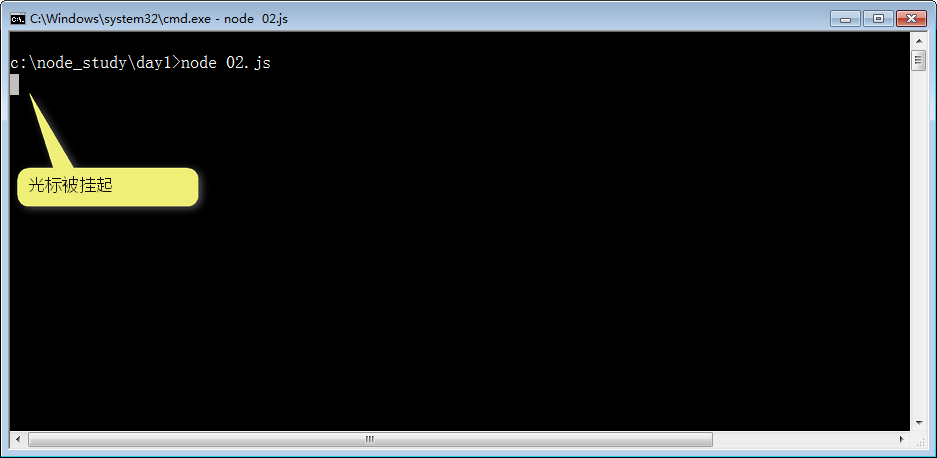 C:\Windows\system32\cmd.exe - node  02.js
c:\node_study\day1>node 02.js
光标被挂起